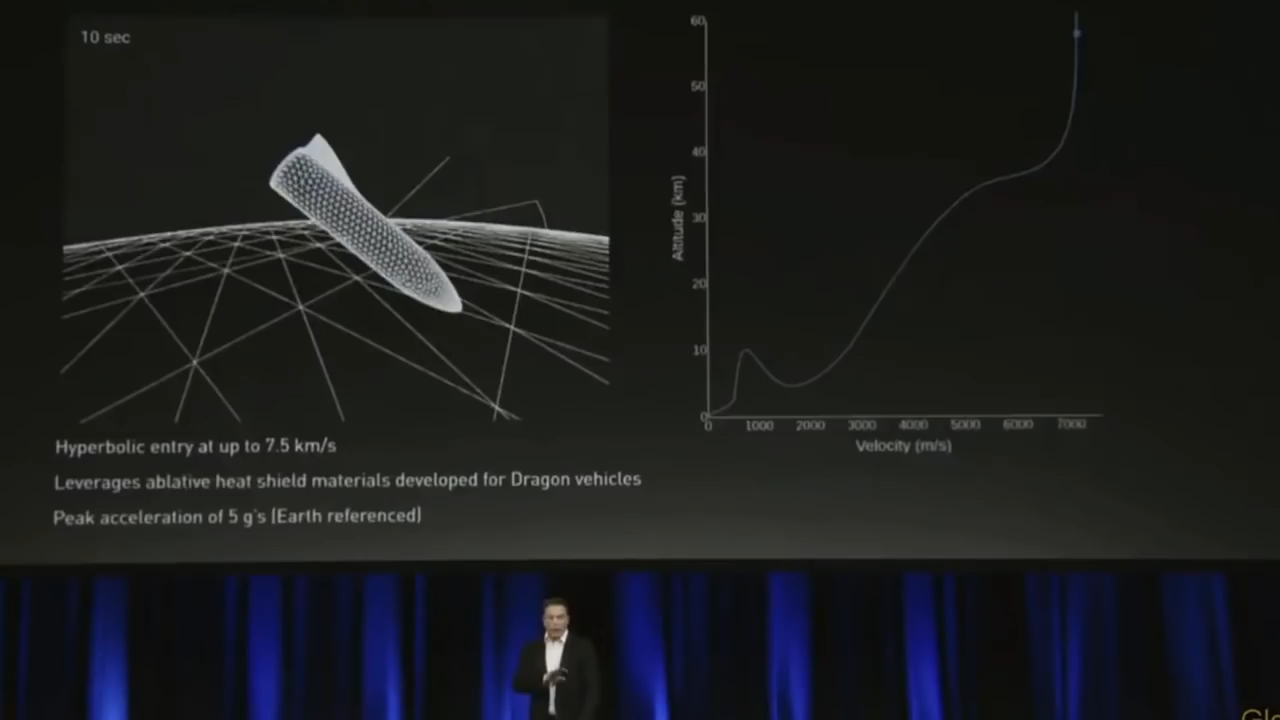 10 sec
60
50
40
30
20
10
0
Altitude (km)
0 1000 2000 3000 4000 5000 6000 7000
Velocity (m/s)
Hyperbolic entry at up to 7.5 km/s
Leverages ablative heat shield materials developed for Dragon vehicles
Peak acceleration of 5 g's (Earth referenced)